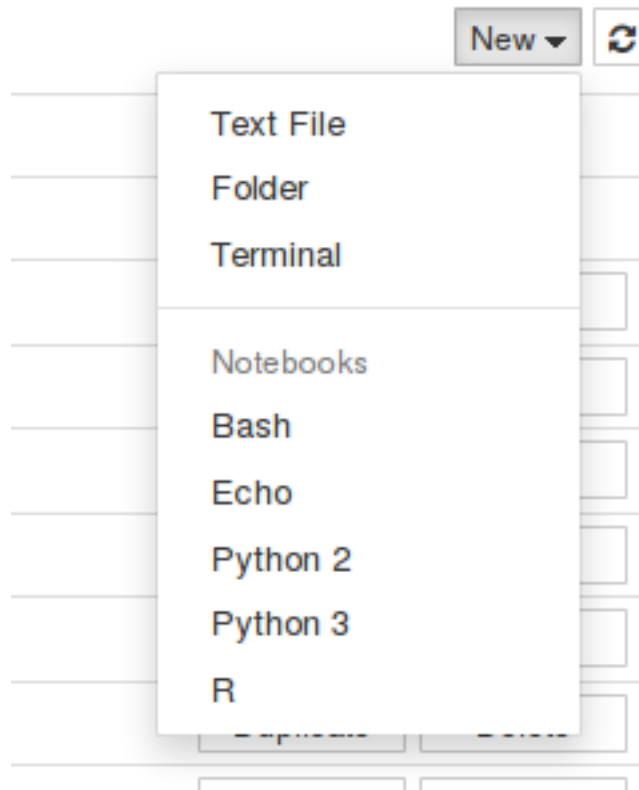 New
Text File
Folder
Terminal
Notebooks
Bash
Echo
Python 2
Python 3
R